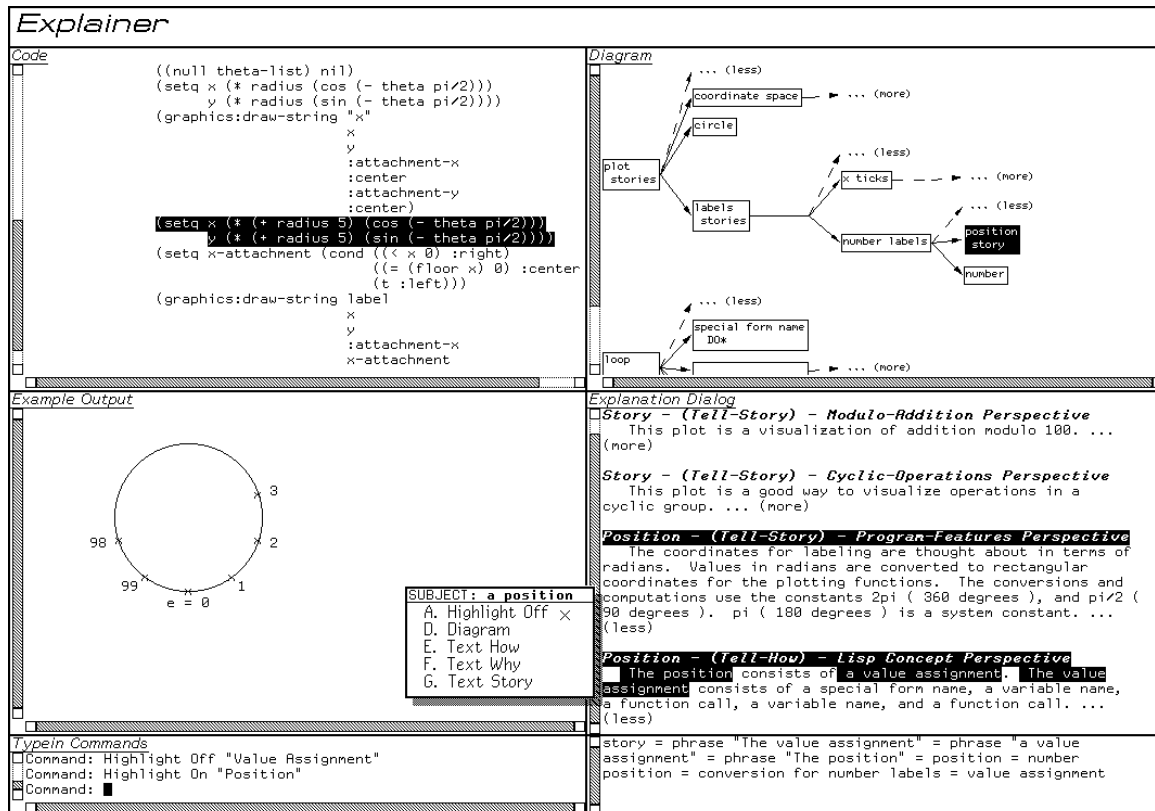 Explainer
Code
((null theta-list) nil)
(setq x (* radius (cos (- theta pi/2)))
y (* radius (sin (- theta pi/2))))
(graphics:draw-string "x"
x
y
:attachment-x
:center
:attachment-y
:center)
(setq x (* (+ radius 5) (cos (- theta pi/2)))
y (* (+ radius 5) (sin (- theta pi/2))))
(setq x-attachment (cond ((< x 0) :right)
((= (floor x) 0) :center
(t :left)))
(graphics:draw-string label
x
y
:attachment-x
x-attachment
Diagram
... (less)
coordinate space
... (more)
circle
plot
stories
... (less)
x ticks
... (more)
labels
stories
... (less)
number labels
position
story
number
... (less)
special form name
DO*
loop
... (more)
Example Output
3
98
2
99
1
e = 0
SUBJECT: a position
A. Highlight Off
D. Diagram
E. Text How
F. Text Why
G. Text Story
Explanation Dialog
Story - (Tell-Story) - Modulo-Addition Perspective
This plot is a visualization of addition modulo 100. ...
(more)
Story - (Tell-Story) - Cyclic-Operations Perspective
This plot is a good way to visualize operations in a
cyclic group. ... (more)
Position - (Tell-Story) - Program-Features Perspective
The coordinates for labeling are thought about in terms of
radians. Values in radians are converted to rectangular
coordinates for the plotting functions. The conversions and
computations use the constants 2pi ( 360 degrees ), and pi/2 (
90 degrees ). pi ( 180 degrees ) is a system constant. ...
(less)
Position - (Tell-How) - Lisp Concept Perspective
The position consists of a value assignment. The value
assignment consists of a special form name, a variable name,
a function call, a variable name, and a function call. ...
(less)
Typein Commands
Command: Highlight Off "Value Assignment"
Command: Highlight On "Position"
Command:
story = phrase "The value assignment" = phrase "a value
assignment" = phrase "The position" = position = number
position = conversion for number labels = value assignment